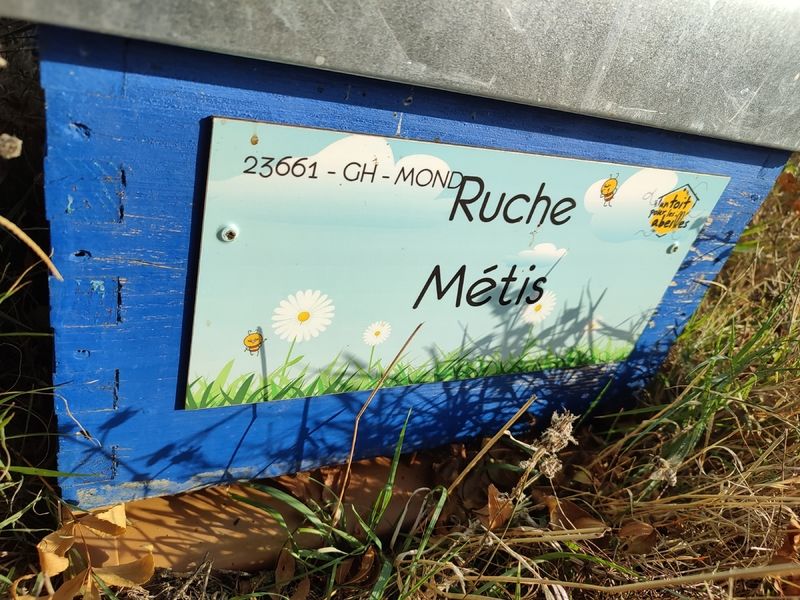 23661 - GH - MOND
Ruche
Métis
un toit
pour les
abeilles